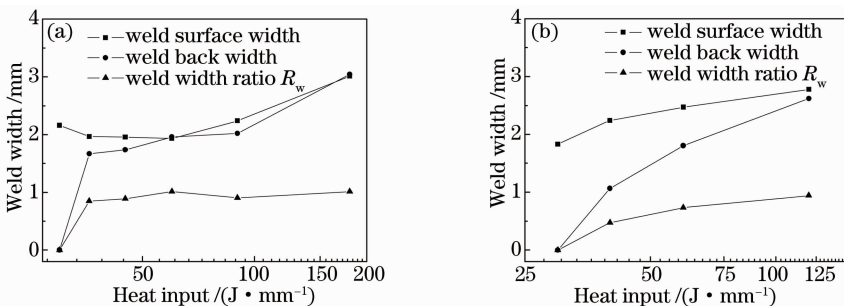 (a)
weld surface width
weld back width
weld width ratio Rw
4
3
2
1
0
Weld width /mm
50
100
150
200
Heat input /(J · mm⁻¹)
(b)
weld surface width
weld back width
weld width ratio Rw
4
3
2
1
0
Weld width /mm
25
50
75
100
125
Heat input /(J · mm⁻¹)